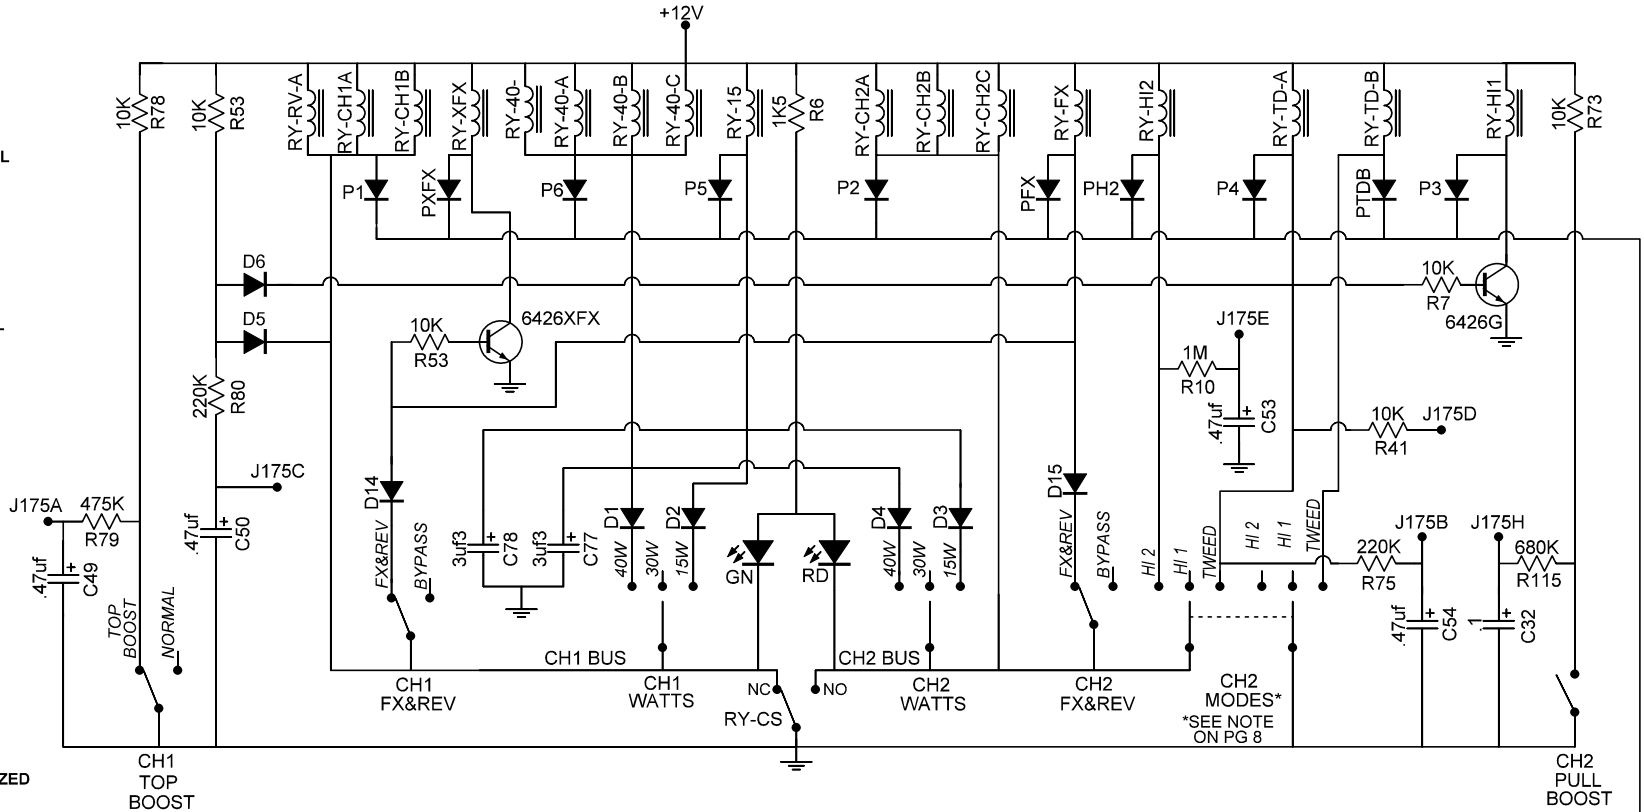 +12V
10K
R78
10K
R53
RY-RV-A
RY-CH1A
RY-CH1B
RY-XFX
RY-40-
RY-40-A
RY-40-B
RY-40-C
RY-15
1K5
R6
RY-CH2A
RY-CH2B
RY-CH2C
RY-FX
RY-HI2
RY-TD-A
RY-TD-B
RY-HI1
10K
R73
L
P1
PXFX
P6
P5
P2
PFX
PH2
P4
PTDB
P3
D6
10K
R7
6426G
D5
10K
R53
6426XFX
J175E
1M
R10
220K
R80
.47uf
+
C53
10K
R41
J175D
J175C
J175A
475K
R79
.47uf
+
C50
.47uf
+
C49
D14
FX&REV
BYPASS
3uf3
+
C78
3uf3
+
C77
D1
D2
40W
30W
15W
GN
RD
D4
D3
40W
30W
15W
D15
FX&REV
BYPASS
HI 2
HI 1
TWEED
HI 2
HI 1
TWEED
J175B
220K
R75
.47uf
+
C54
J175H
680K
R115
.1
+
C32
TOP
BOOST
NORMAL
CH1 BUS
CH2 BUS
CH1
FX&REV
CH1
WATTS
NC
NO
RY-CS
CH2
WATTS
CH2
FX&REV
CH2
MODES*
*SEE NOTE
ON PG 8
ZED
CH1
TOP
BOOST
CH2
PULL
BOOST